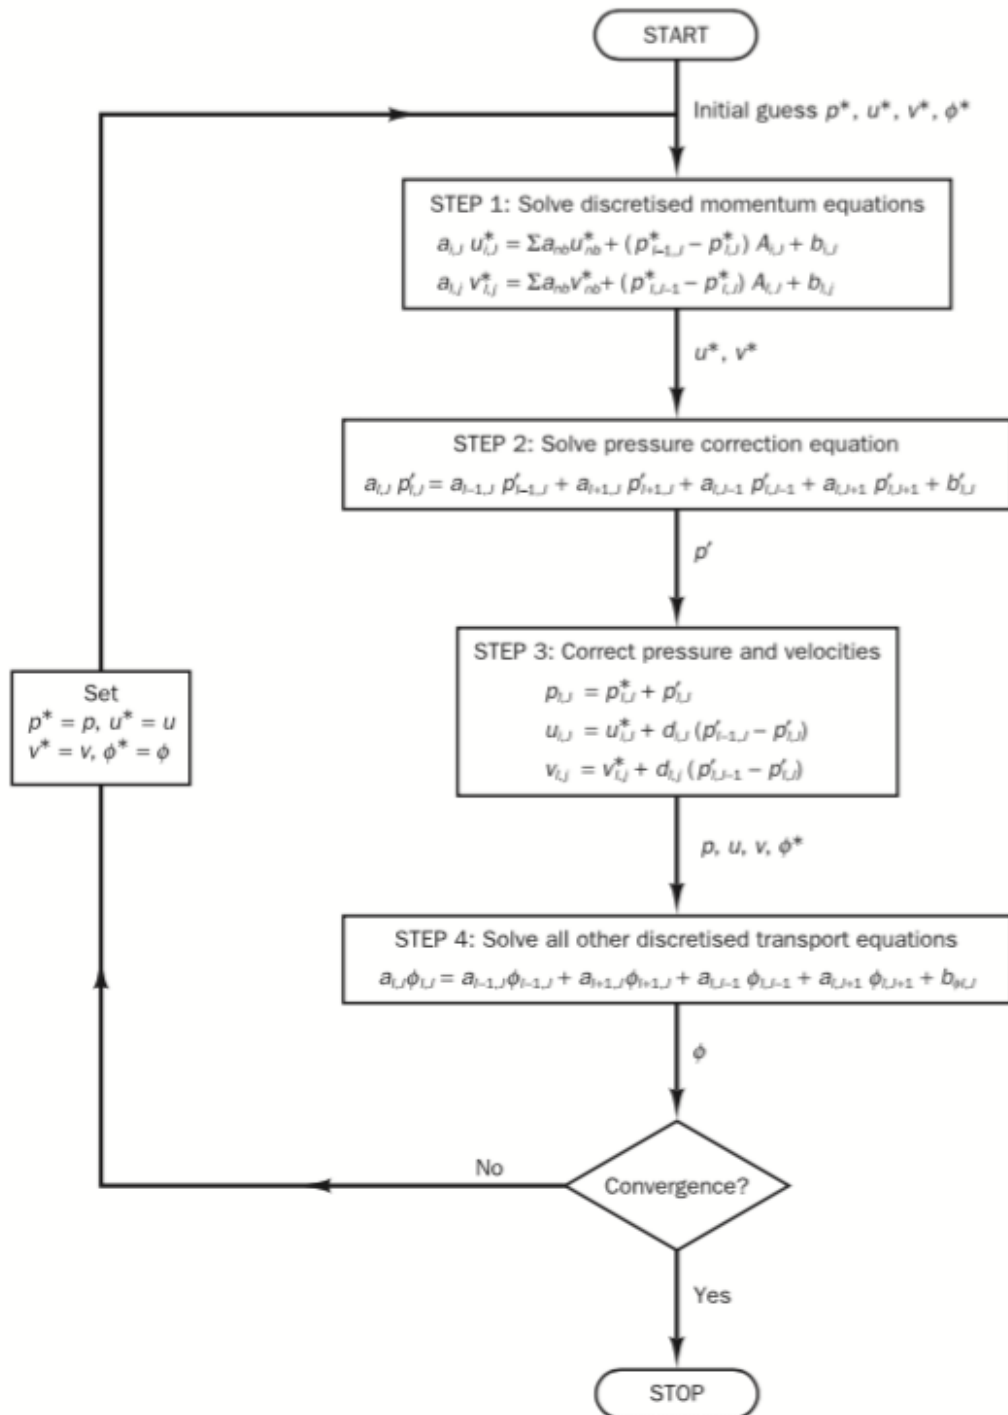 START
Initial guess p*, u*, v*, ϕ*
STEP 1: Solve discretised momentum equations
a_{i,J} u*_{i,J} = Σa_{nb}u*_{nb} + (p*_{I–1,J} – p*_{I,J}) A_{i,J} + b_{i,J}
a_{I,j} v*_{I,j} = Σa_{nb}v*_{nb} + (p*_{I,J–1} – p*_{I,J}) A_{I,j} + b_{I,j}
u*, v*
STEP 2: Solve pressure correction equation
a_{I,J} p′_{I,J} = a_{I–1,J} p′_{I–1,J} + a_{I+1,J} p′_{I+1,J} + a_{I,J–1} p′_{I,J–1} + a_{I,J+1} p′_{I,J+1} + b′_{I,J}
p′
STEP 3: Correct pressure and velocities
p_{I,J} = p*_{I,J} + p′_{I,J}
u_{i,J} = u*_{i,J} + d_{i,J} (p′_{I–1,J} – p′_{I,J})
v_{I,j} = v*_{I,j} + d_{I,j} (p′_{I,J–1} – p′_{I,J})
Set
p* = p, u* = u
v* = v, ϕ* = ϕ
p, u, v, ϕ*
STEP 4: Solve all other discretised transport equations
a_{I,J}ϕ_{I,J} = a_{I–1,J}ϕ_{I–1,J} + a_{I+1,J}ϕ_{I+1,J} + a_{I,J–1} ϕ_{I,J–1} + a_{I,J+1} ϕ_{I,J+1} + b_{ϕI,J}
ϕ
No
Convergence?
Yes
STOP